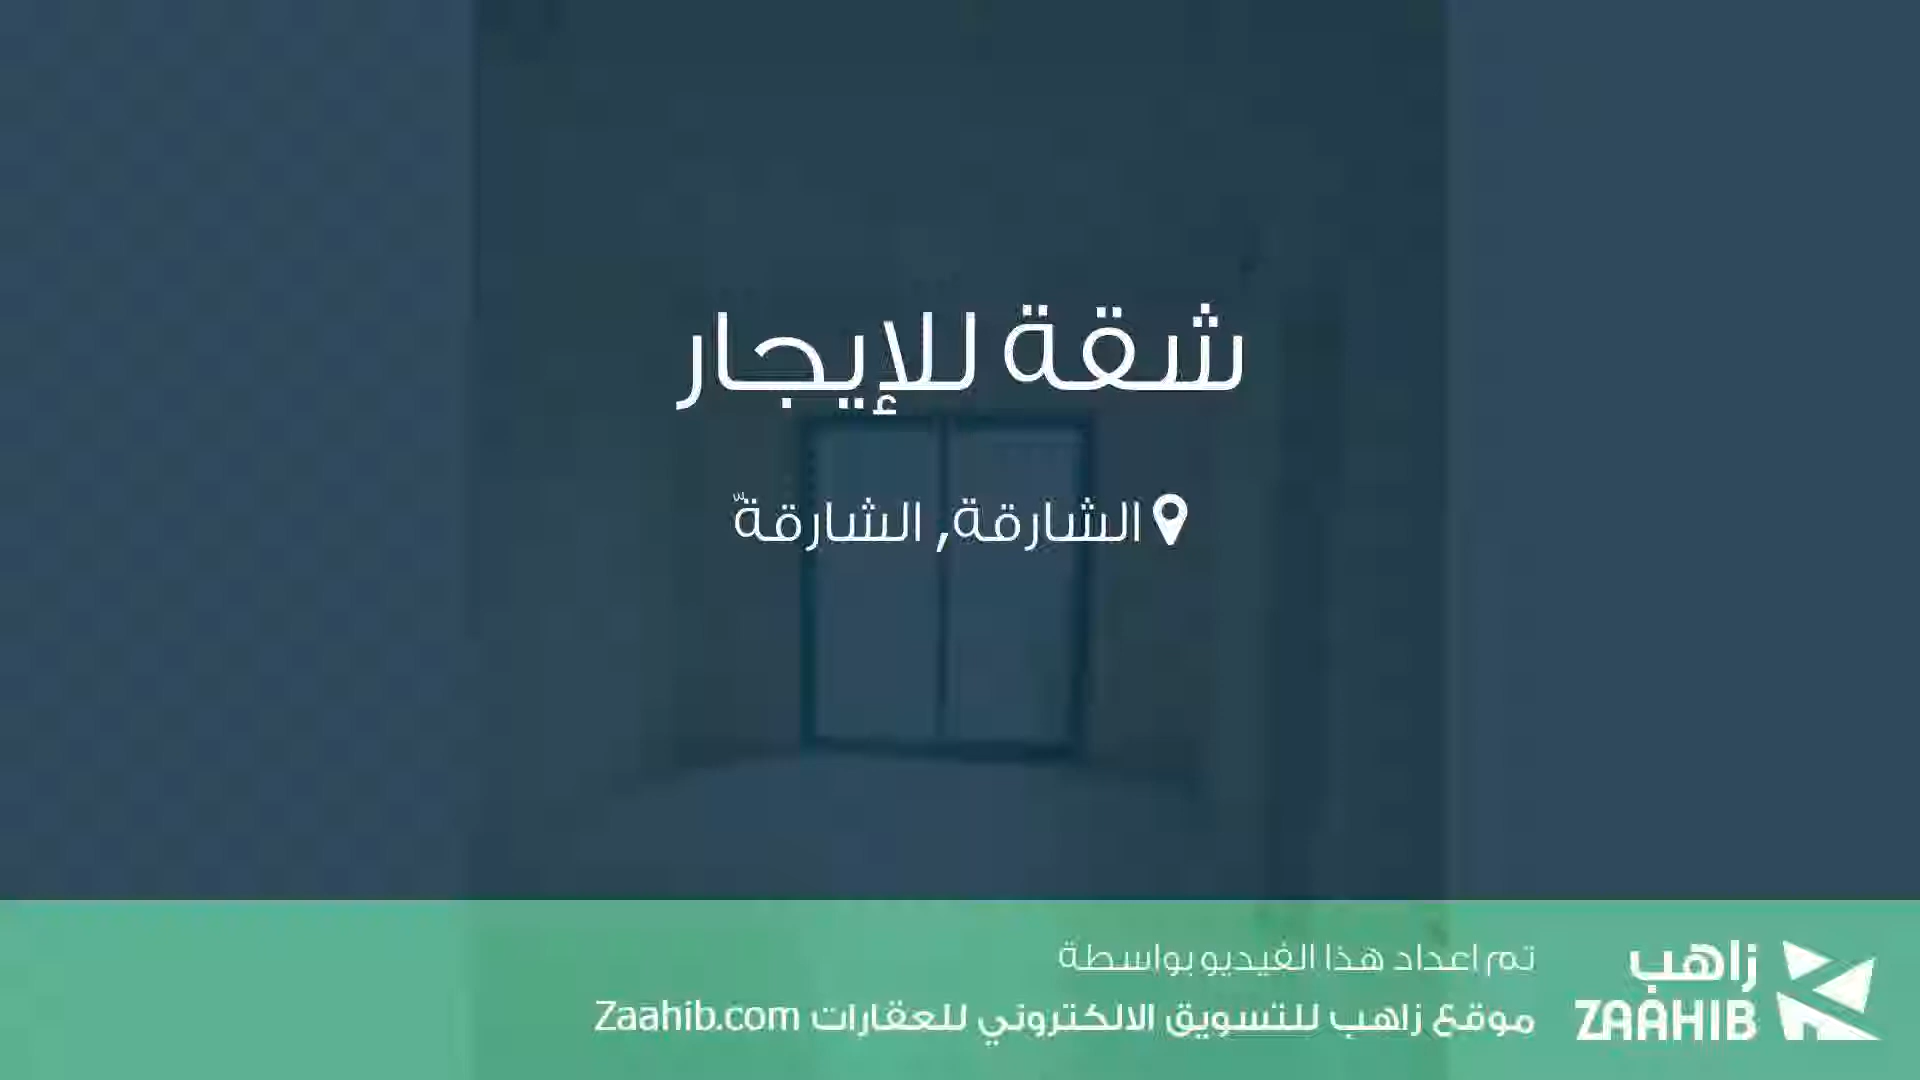 شقة للإيجار
الشارقة, الشارقةّ
تم اعداد هذا الفيديو بواسطة
موقع زاهب للتسويق الالكتروني للعقارات Zaahib.com
زاهب
ZAAHIB